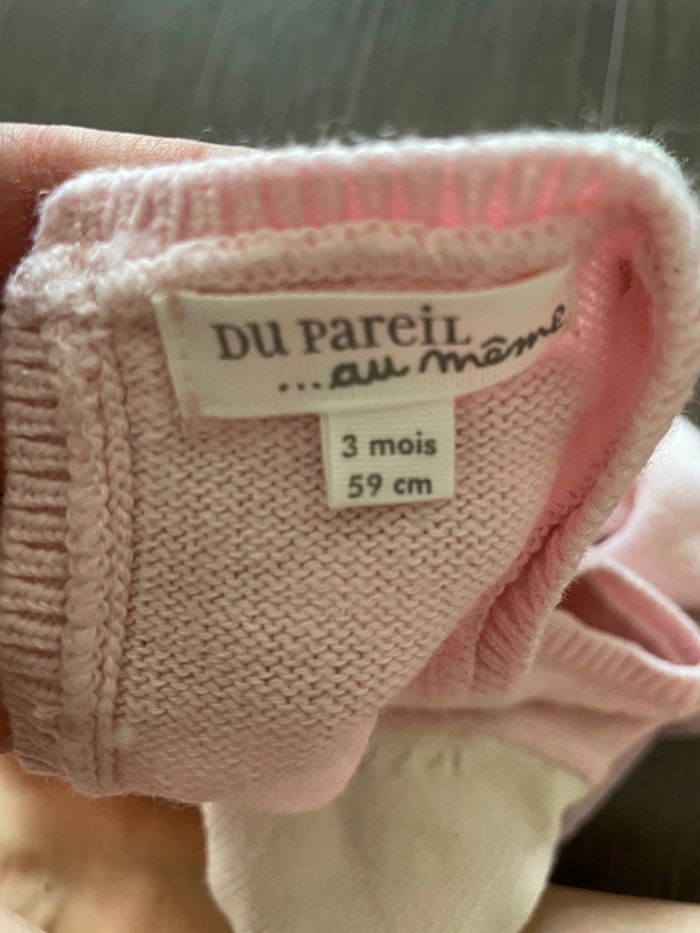 DU PAREIL
...au même
3 mois
59 cm